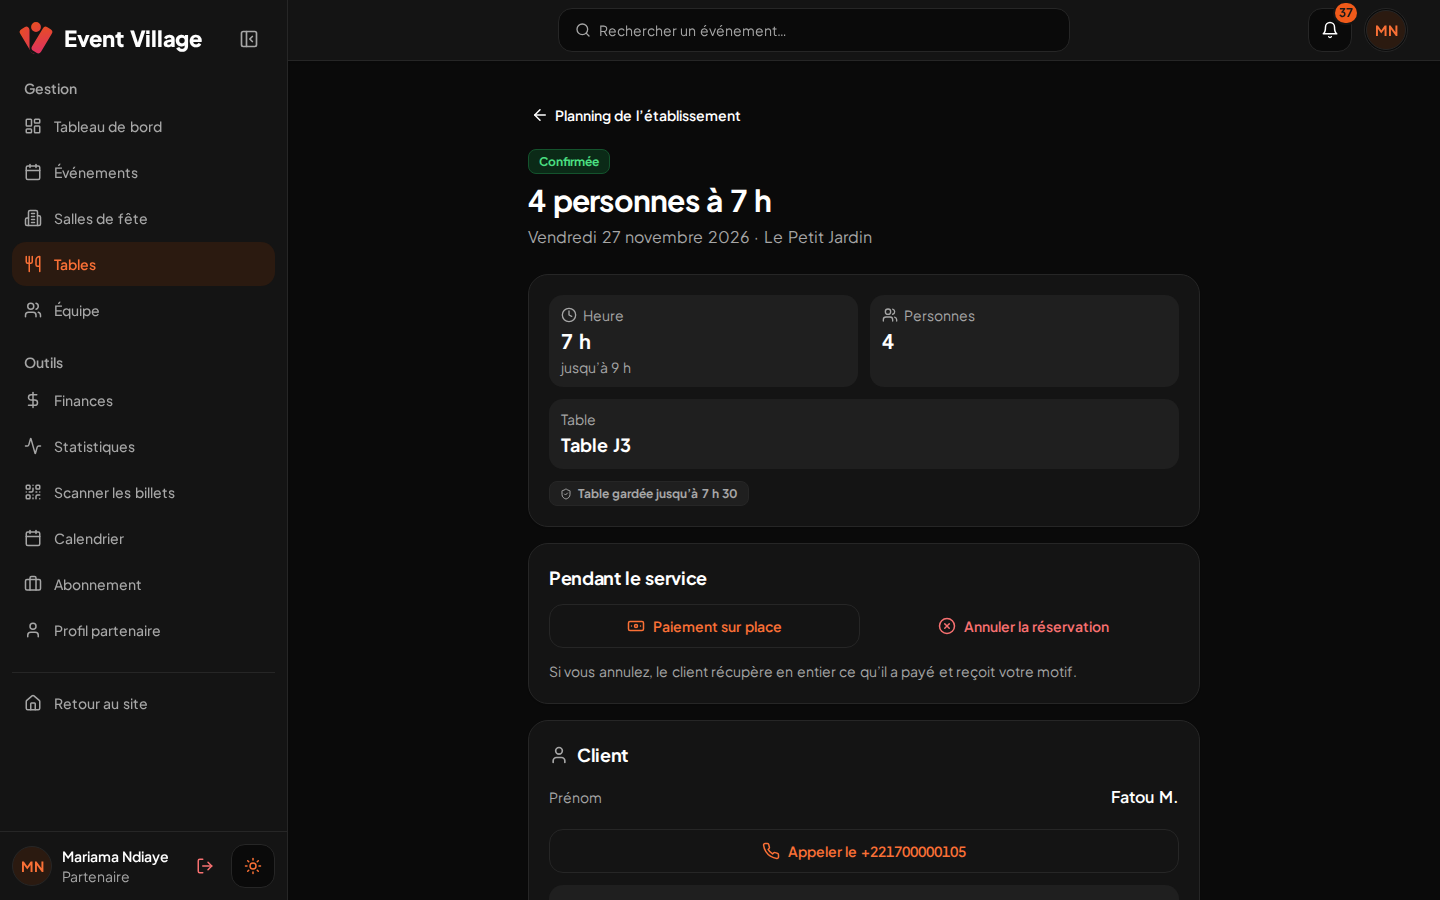 Event Village
Rechercher un événement...
37
MN
Gestion
Tableau de bord
Événements
Salles de fête
Tables
Équipe
Outils
Finances
Statistiques
Scanner les billets
Calendrier
Abonnement
Profil partenaire
Retour au site
MN
Mariama Ndiaye
Partenaire
Planning de l’établissement
Confirmée
4 personnes à 7 h
Vendredi 27 novembre 2026 · Le Petit Jardin
Heure
7 h
jusqu’à 9 h
Personnes
4
Table
Table J3
Table gardée jusqu’à 7 h 30
Pendant le service
Paiement sur place
Annuler la réservation
Si vous annulez, le client récupère en entier ce qu’il a payé et reçoit votre motif.
Client
Prénom
Fatou M.
Appeler le +221700000105